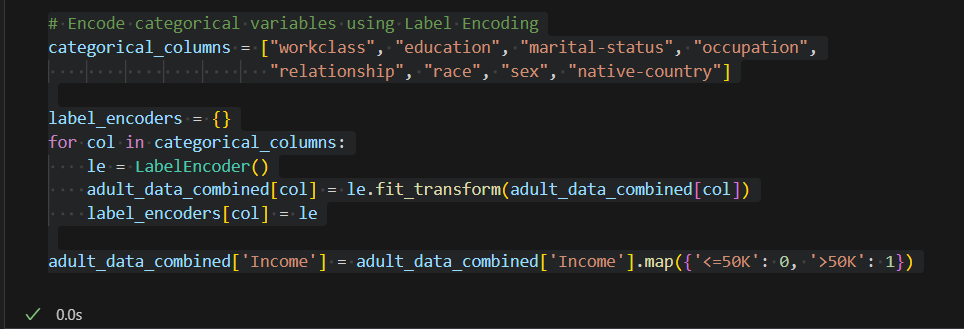 # Encode categorical variables using Label Encoding
categorical_columns = ["workclass", "education", "marital-status", "occupation",
"relationship", "race", "sex", "native-country"]
label_encoders = {}
for col in categorical_columns:
le = LabelEncoder()
adult_data_combined[col] = le.fit_transform(adult_data_combined[col])
label_encoders[col] = le
adult_data_combined['Income'] = adult_data_combined['Income'].map({'<=50K': 0, '>50K': 1})
0.0s